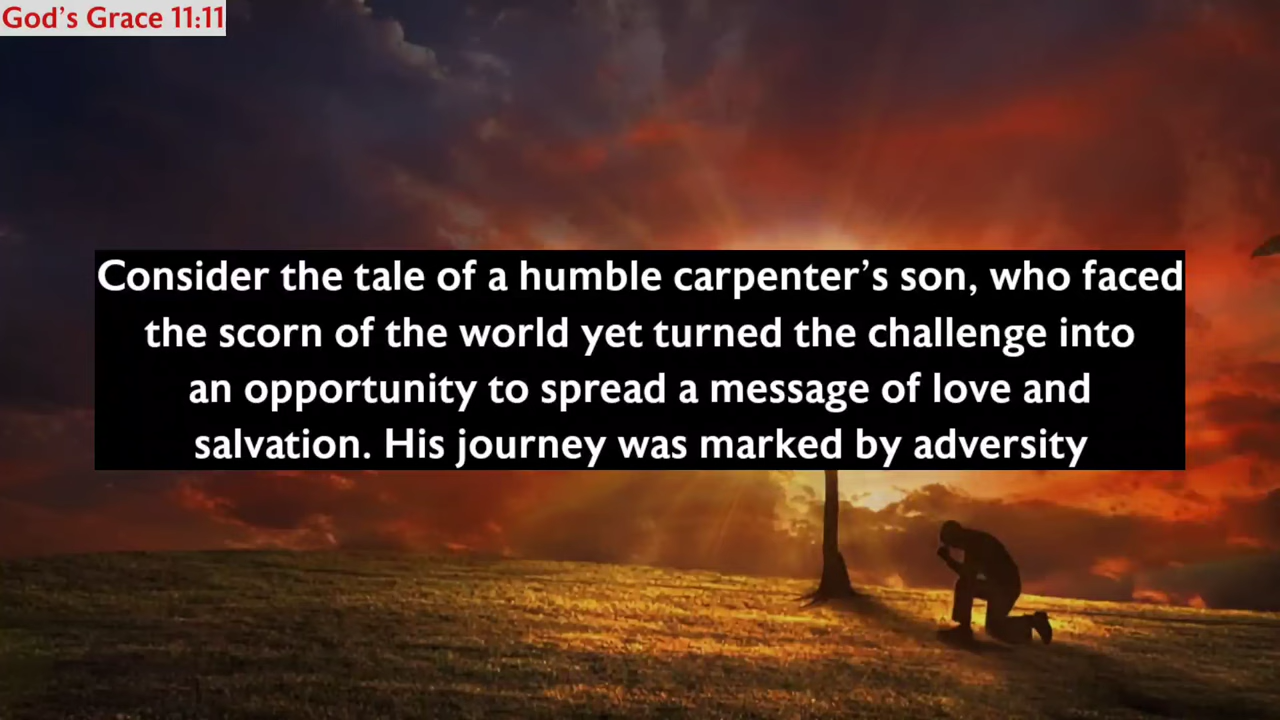 God’s Grace 11:11
Consider the tale of a humble carpenter’s son, who faced
the scorn of the world yet turned the challenge into
an opportunity to spread a message of love and
salvation. His journey was marked by adversity